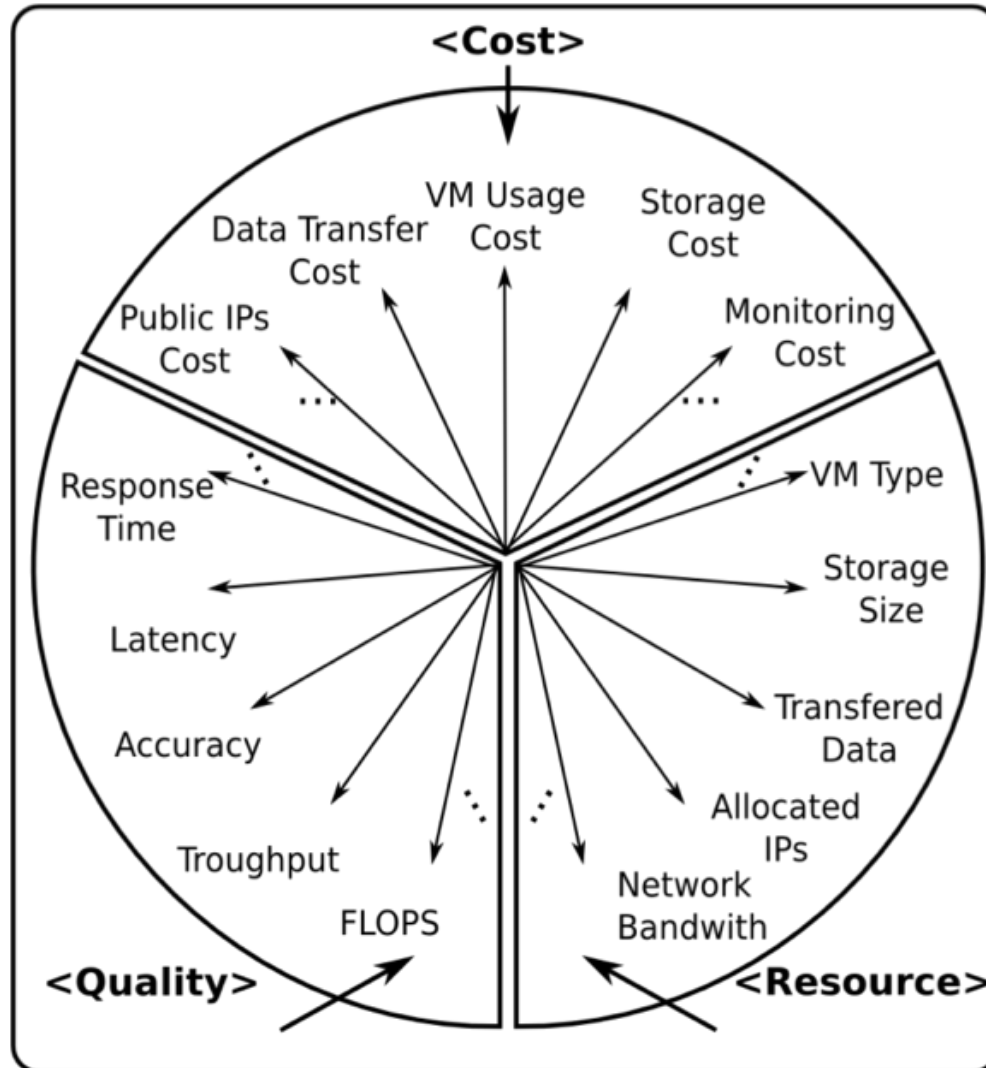 <Cost>
VM Usage
Cost
Storage
Cost
Data Transfer
Cost
Public IPs
Cost
Monitoring
Cost
...
...
Response
Time
...
...
VM Type
Storage
Size
Latency
Transfered
Data
Accuracy
Allocated
IPs
...
...
Troughput
Network
Bandwith
FLOPS
<Quality>
<Resource>